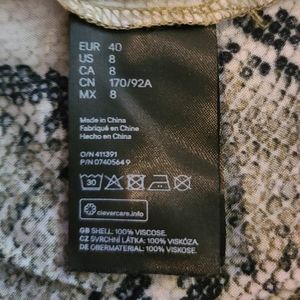 EUR 40
US 8
CA 8
CN 170/92A
MX 8
Made in China
Fabriqué en Chine
Hecho en China
O/N 411391
P/N 0740564 9
30
clevercare.info
GB SHELL: 100% VISCOSE.
CZ SVRCHNÍ LÁTKA: 100% VISKÓZA.
DE OBERMATERIAL: 100% VISKOSE.